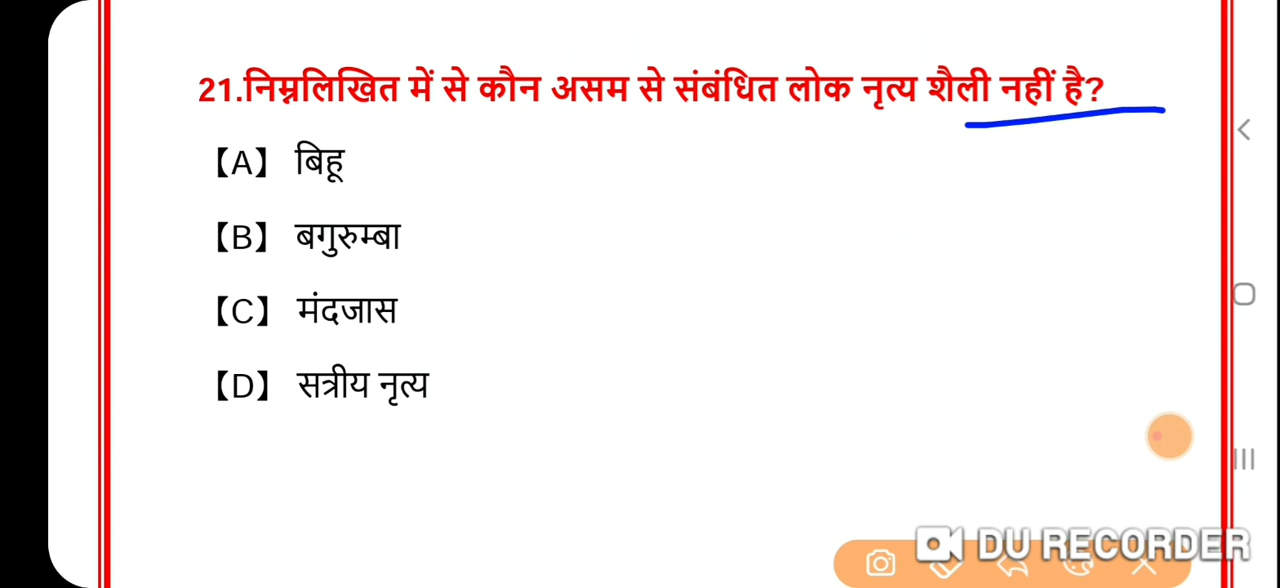 21.निम्नलिखित में से कौन असम से संबंधित लोक नृत्य शैली नहीं है?
【A】 बिहू
【B】 बगुरुम्बा
【C】 मंदजास
【D】 सत्रीय नृत्य
DU RECORDER